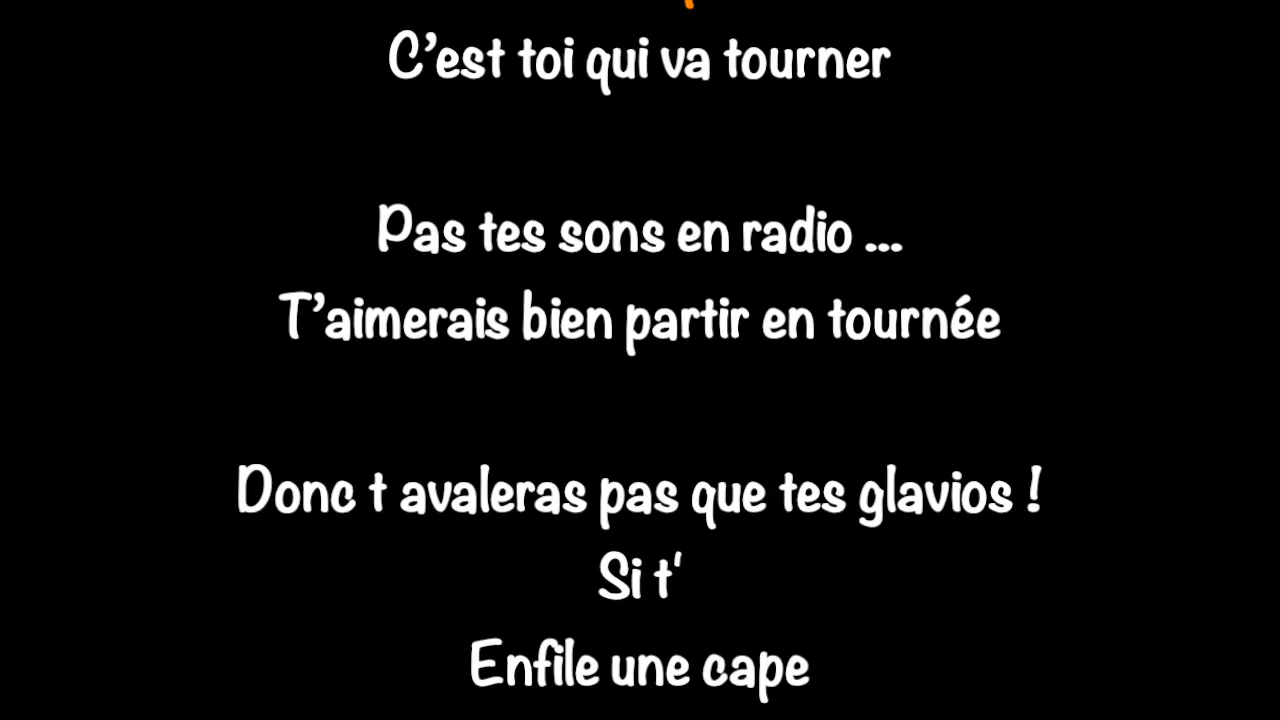 C’est toi qui va tourner
Pas tes sons en radio ...
T’aimerais bien partir en tournée
Donc t avaleras pas que tes glavios !
Si t'
Enfile une cape